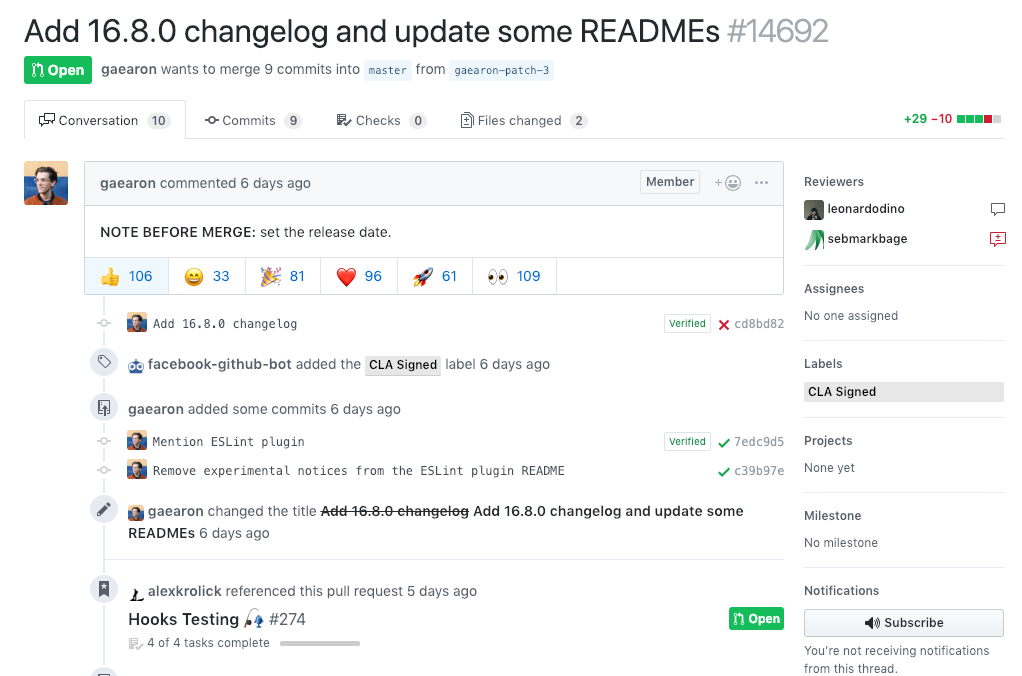 Add 16.8.0 changelog and update some READMEs #14692
Open gaearon wants to merge 9 commits into master from gaearon-patch-3
Conversation 10 Commits 9 Checks 0 Files changed 2 +29 −10
gaearon commented 6 days ago Member +
NOTE BEFORE MERGE: set the release date.
👍 106 😄 33 🎉 81 ❤️ 96 🚀 61 👀 109
Add 16.8.0 changelog Verified cd8bd82
facebook-github-bot added the CLA Signed label 6 days ago
gaearon added some commits 6 days ago
Mention ESLint plugin Verified 7edc9d5
Remove experimental notices from the ESLint plugin README c39b97e
gaearon changed the title Add 16.8.0 changelog Add 16.8.0 changelog and update some
READMEs 6 days ago
alexkrolick referenced this pull request 5 days ago
Hooks Testing 🎣 #274 Open
4 of 4 tasks complete
Reviewers
leonardodino
sebmarkbage
Assignees
No one assigned
Labels
CLA Signed
Projects
None yet
Milestone
No milestone
Notifications
Subscribe
You're not receiving notifications
from this thread.